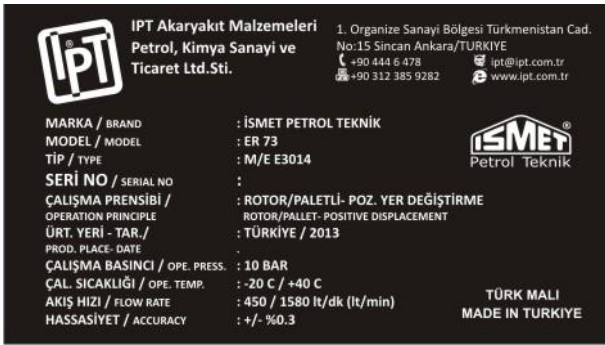 IPT
IPT Akaryakıt Malzemeleri
Petrol, Kimya Sanayi ve
Ticaret Ltd.Sti.
1. Organize Sanayi Bölgesi Türkmenistan Cad.
No:15 Sincan Ankara/TURKIYE
+90 444 6 478 ipt@ipt.com.tr
+90 312 385 9282 www.ipt.com.tr
MARKA / BRAND : İSMET PETROL TEKNİK
MODEL / MODEL : ER 73
TİP / TYPE : M/E E3014
SERİ NO / SERIAL NO :
ÇALIŞMA PRENSİBİ / : ROTOR/PALETLİ- POZ. YER DEĞİŞTİRME
OPERATION PRINCIPLE ROTOR/PALLET- POSITIVE DISPLACEMENT
ÜRT. YERİ - TAR./ : TÜRKİYE / 2013
PROD. PLACE- DATE .
ÇALIŞMA BASINCI / OPE. PRESS. : 10 BAR
ÇAL. SICAKLIĞI / OPE. TEMP. : -20 C / +40 C
AKIŞ HIZI / FLOW RATE : 450 / 1580 lt/dk (lt/min)
HASSASİYET / ACCURACY : +/- %0.3
İSMET®
Petrol Teknik
TÜRK MALI
MADE IN TURKIYE